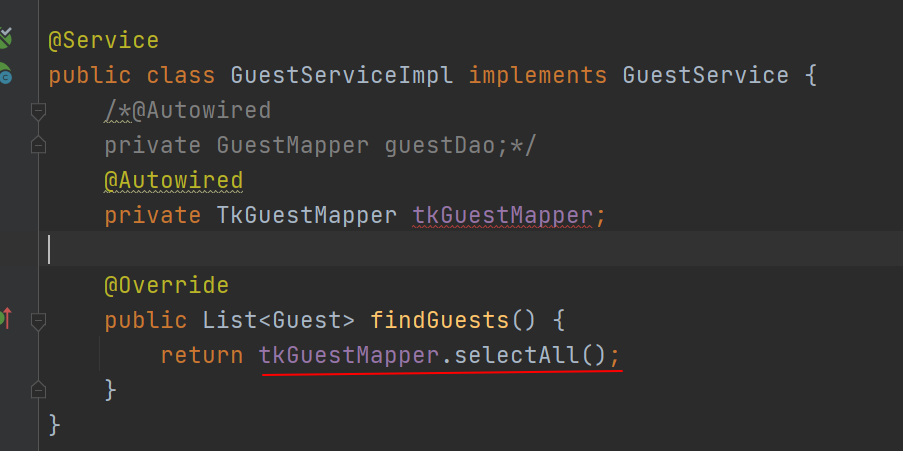 @Service
public class GuestServiceImpl implements GuestService {
    /*@Autowired
    private GuestMapper guestDao;*/
    @Autowired
    private TkGuestMapper tkGuestMapper;

    @Override
    public List<Guest> findGuests() {
        return tkGuestMapper.selectAll();
    }
}